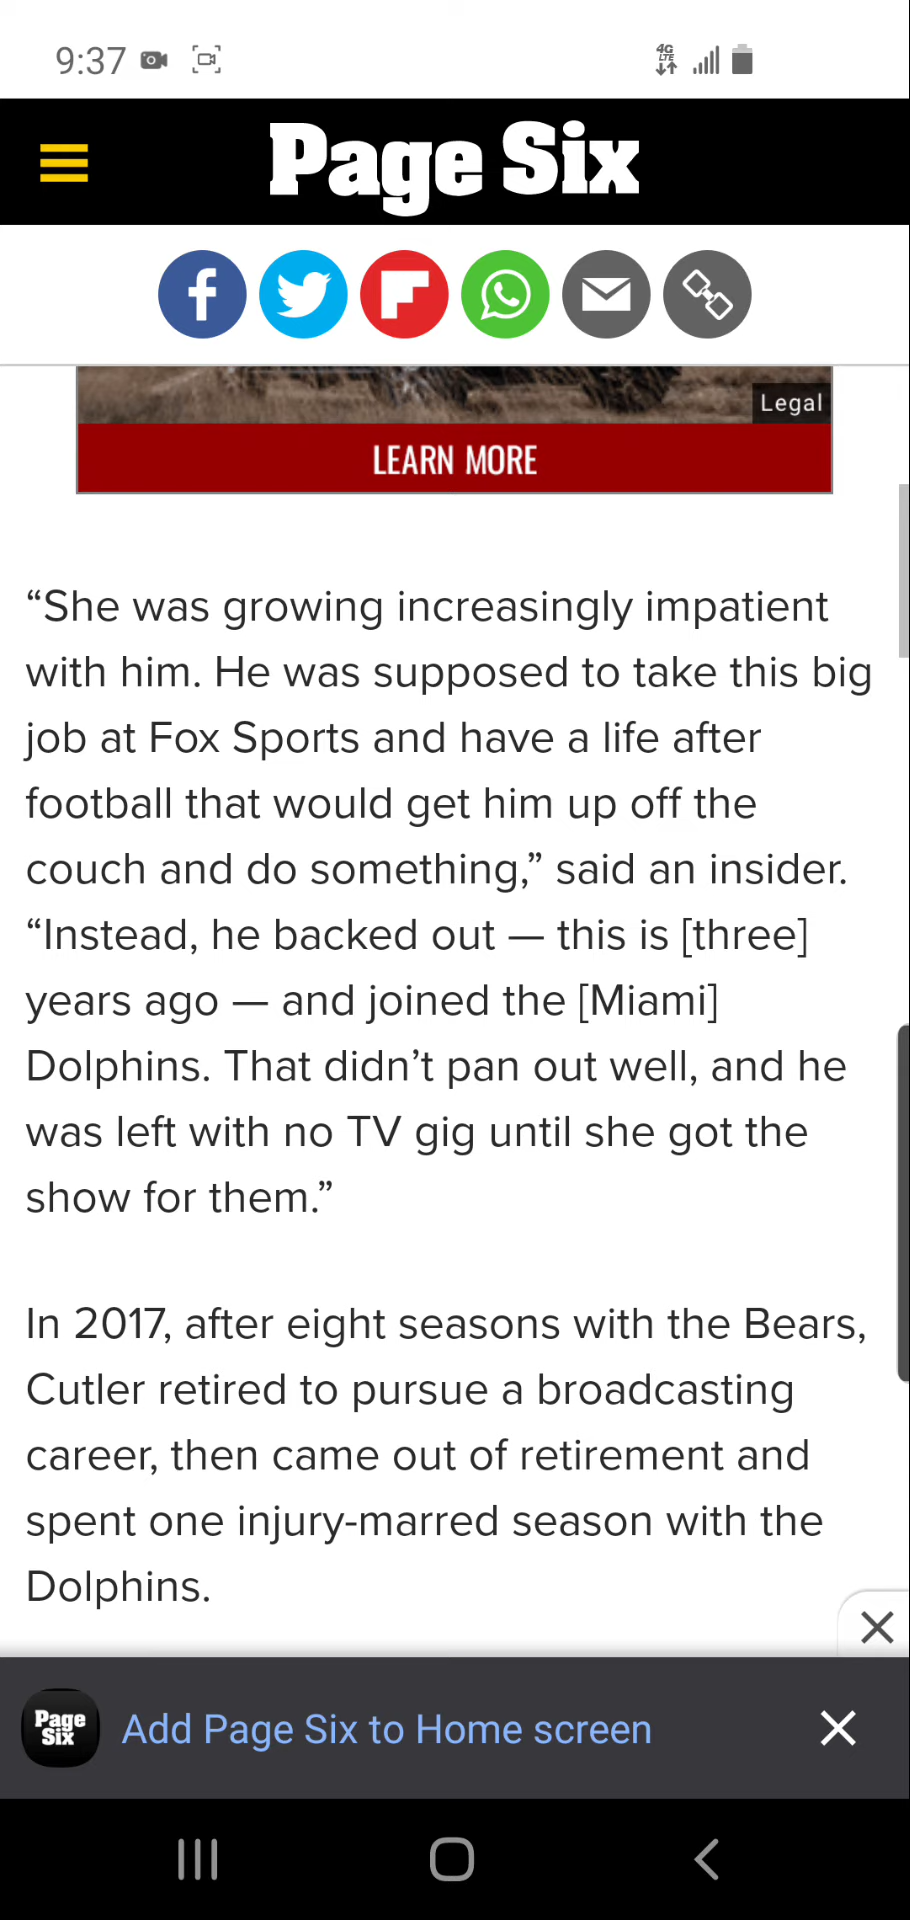 9:37
4G
LTE
Page Six
Legal
LEARN MORE
“She was growing increasingly impatient
with him. He was supposed to take this big
job at Fox Sports and have a life after
football that would get him up off the
couch and do something,” said an insider.
“Instead, he backed out — this is [three]
years ago — and joined the [Miami]
Dolphins. That didn’t pan out well, and he
was left with no TV gig until she got the
show for them.”
In 2017, after eight seasons with the Bears,
Cutler retired to pursue a broadcasting
career, then came out of retirement and
spent one injury-marred season with the
Dolphins.
Page
Six
Add Page Six to Home screen